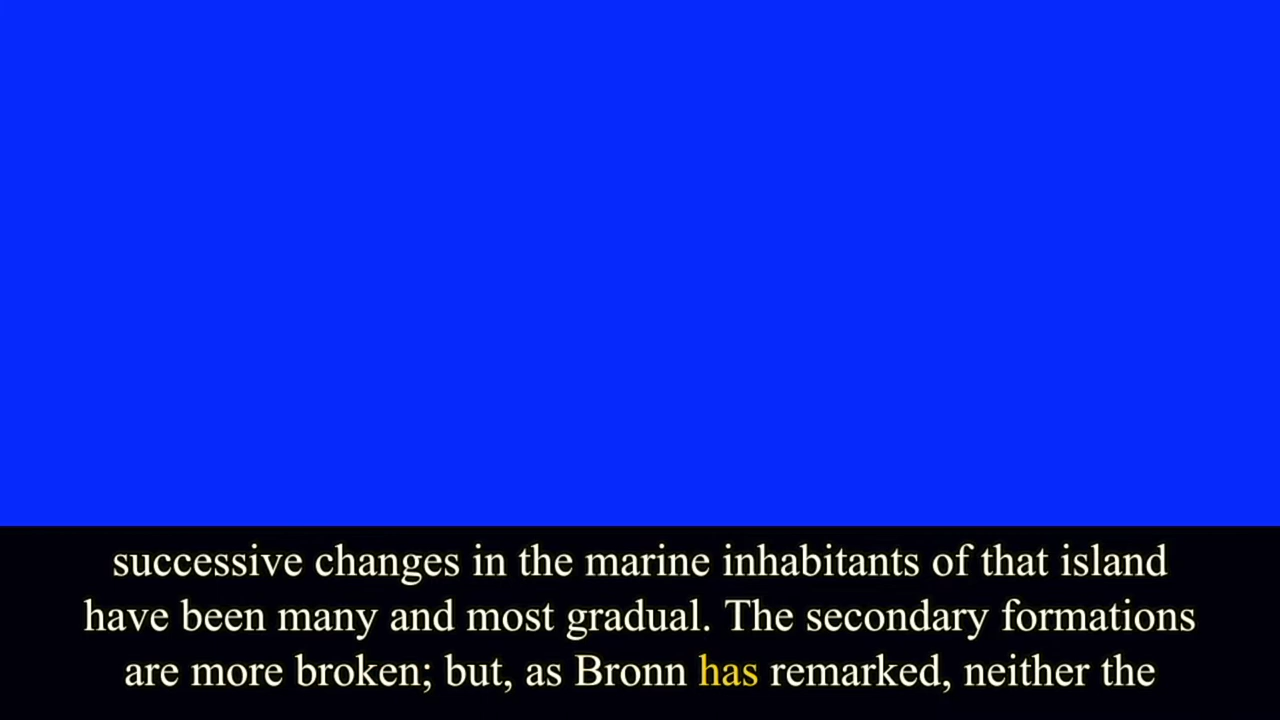 successive changes in the marine inhabitants of that island
have been many and most gradual. The secondary formations
are more broken; but, as Bronn has remarked, neither the